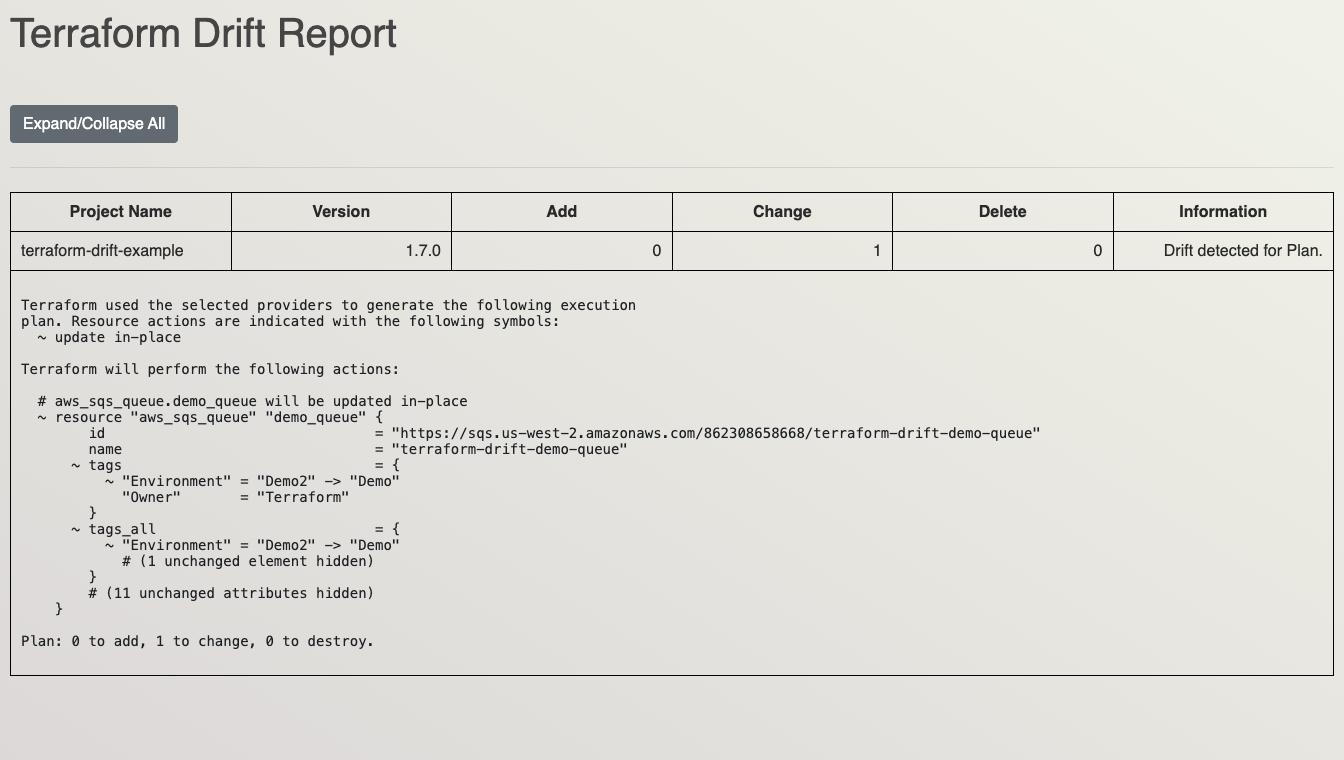 Terraform Drift Report
Expand/Collapse All
Project Name Version Add Change Delete Information
terraform-drift-example 1.7.0 0 1 0 Drift detected for Plan.
Terraform used the selected providers to generate the following execution
plan. Resource actions are indicated with the following symbols:
  ~ update in-place
Terraform will perform the following actions:
  # aws_sqs_queue.demo_queue will be updated in-place
  ~ resource "aws_sqs_queue" "demo_queue" {
        id                                = "https://sqs.us-west-2.amazonaws.com/862308658668/terraform-drift-demo-queue"
        name                              = "terraform-drift-demo-queue"
      ~ tags                              = {
          ~ "Environment" = "Demo2" -> "Demo"
            "Owner"       = "Terraform"
        }
      ~ tags_all                          = {
          ~ "Environment" = "Demo2" -> "Demo"
            # (1 unchanged element hidden)
        }
        # (11 unchanged attributes hidden)
    }
Plan: 0 to add, 1 to change, 0 to destroy.